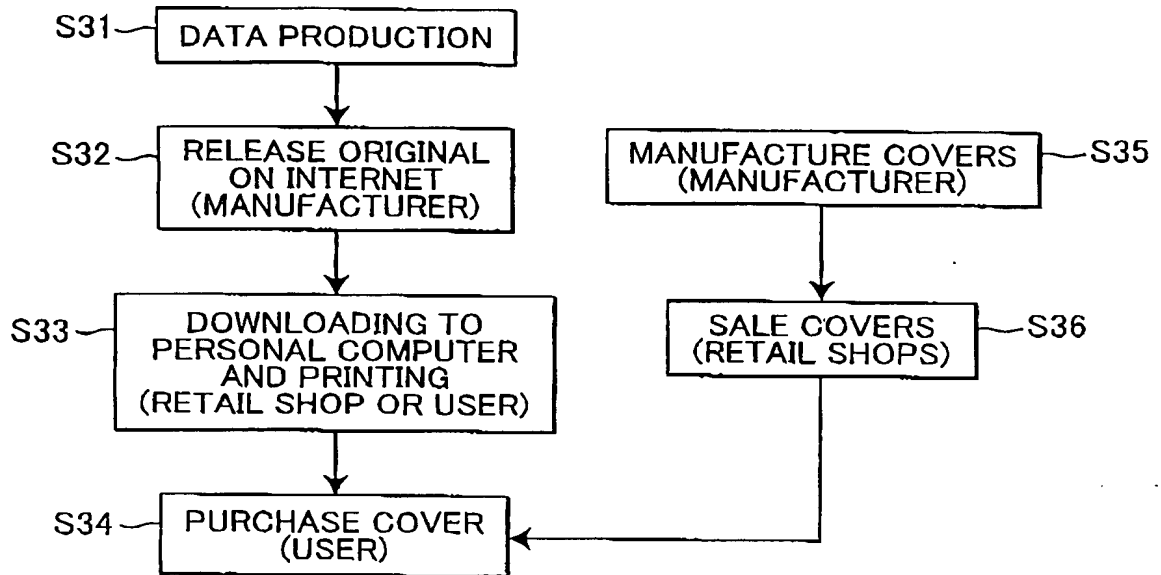 S31
DATA PRODUCTION
S32
RELEASE ORIGINAL
ON INTERNET
(MANUFACTURER)
S33
DOWNLOADING TO
PERSONAL COMPUTER
AND PRINTING
(RETAIL SHOP OR USER)
S34
PURCHASE COVER
(USER)
MANUFACTURE COVERS
(MANUFACTURER)
S35
SALE COVERS
(RETAIL SHOPS)
S36